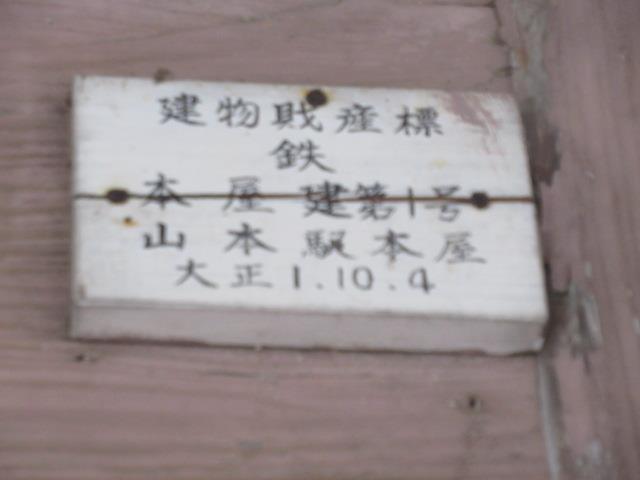 建物財産標
鉄
本屋 建第1号
山本駅本屋
大正1.10.4